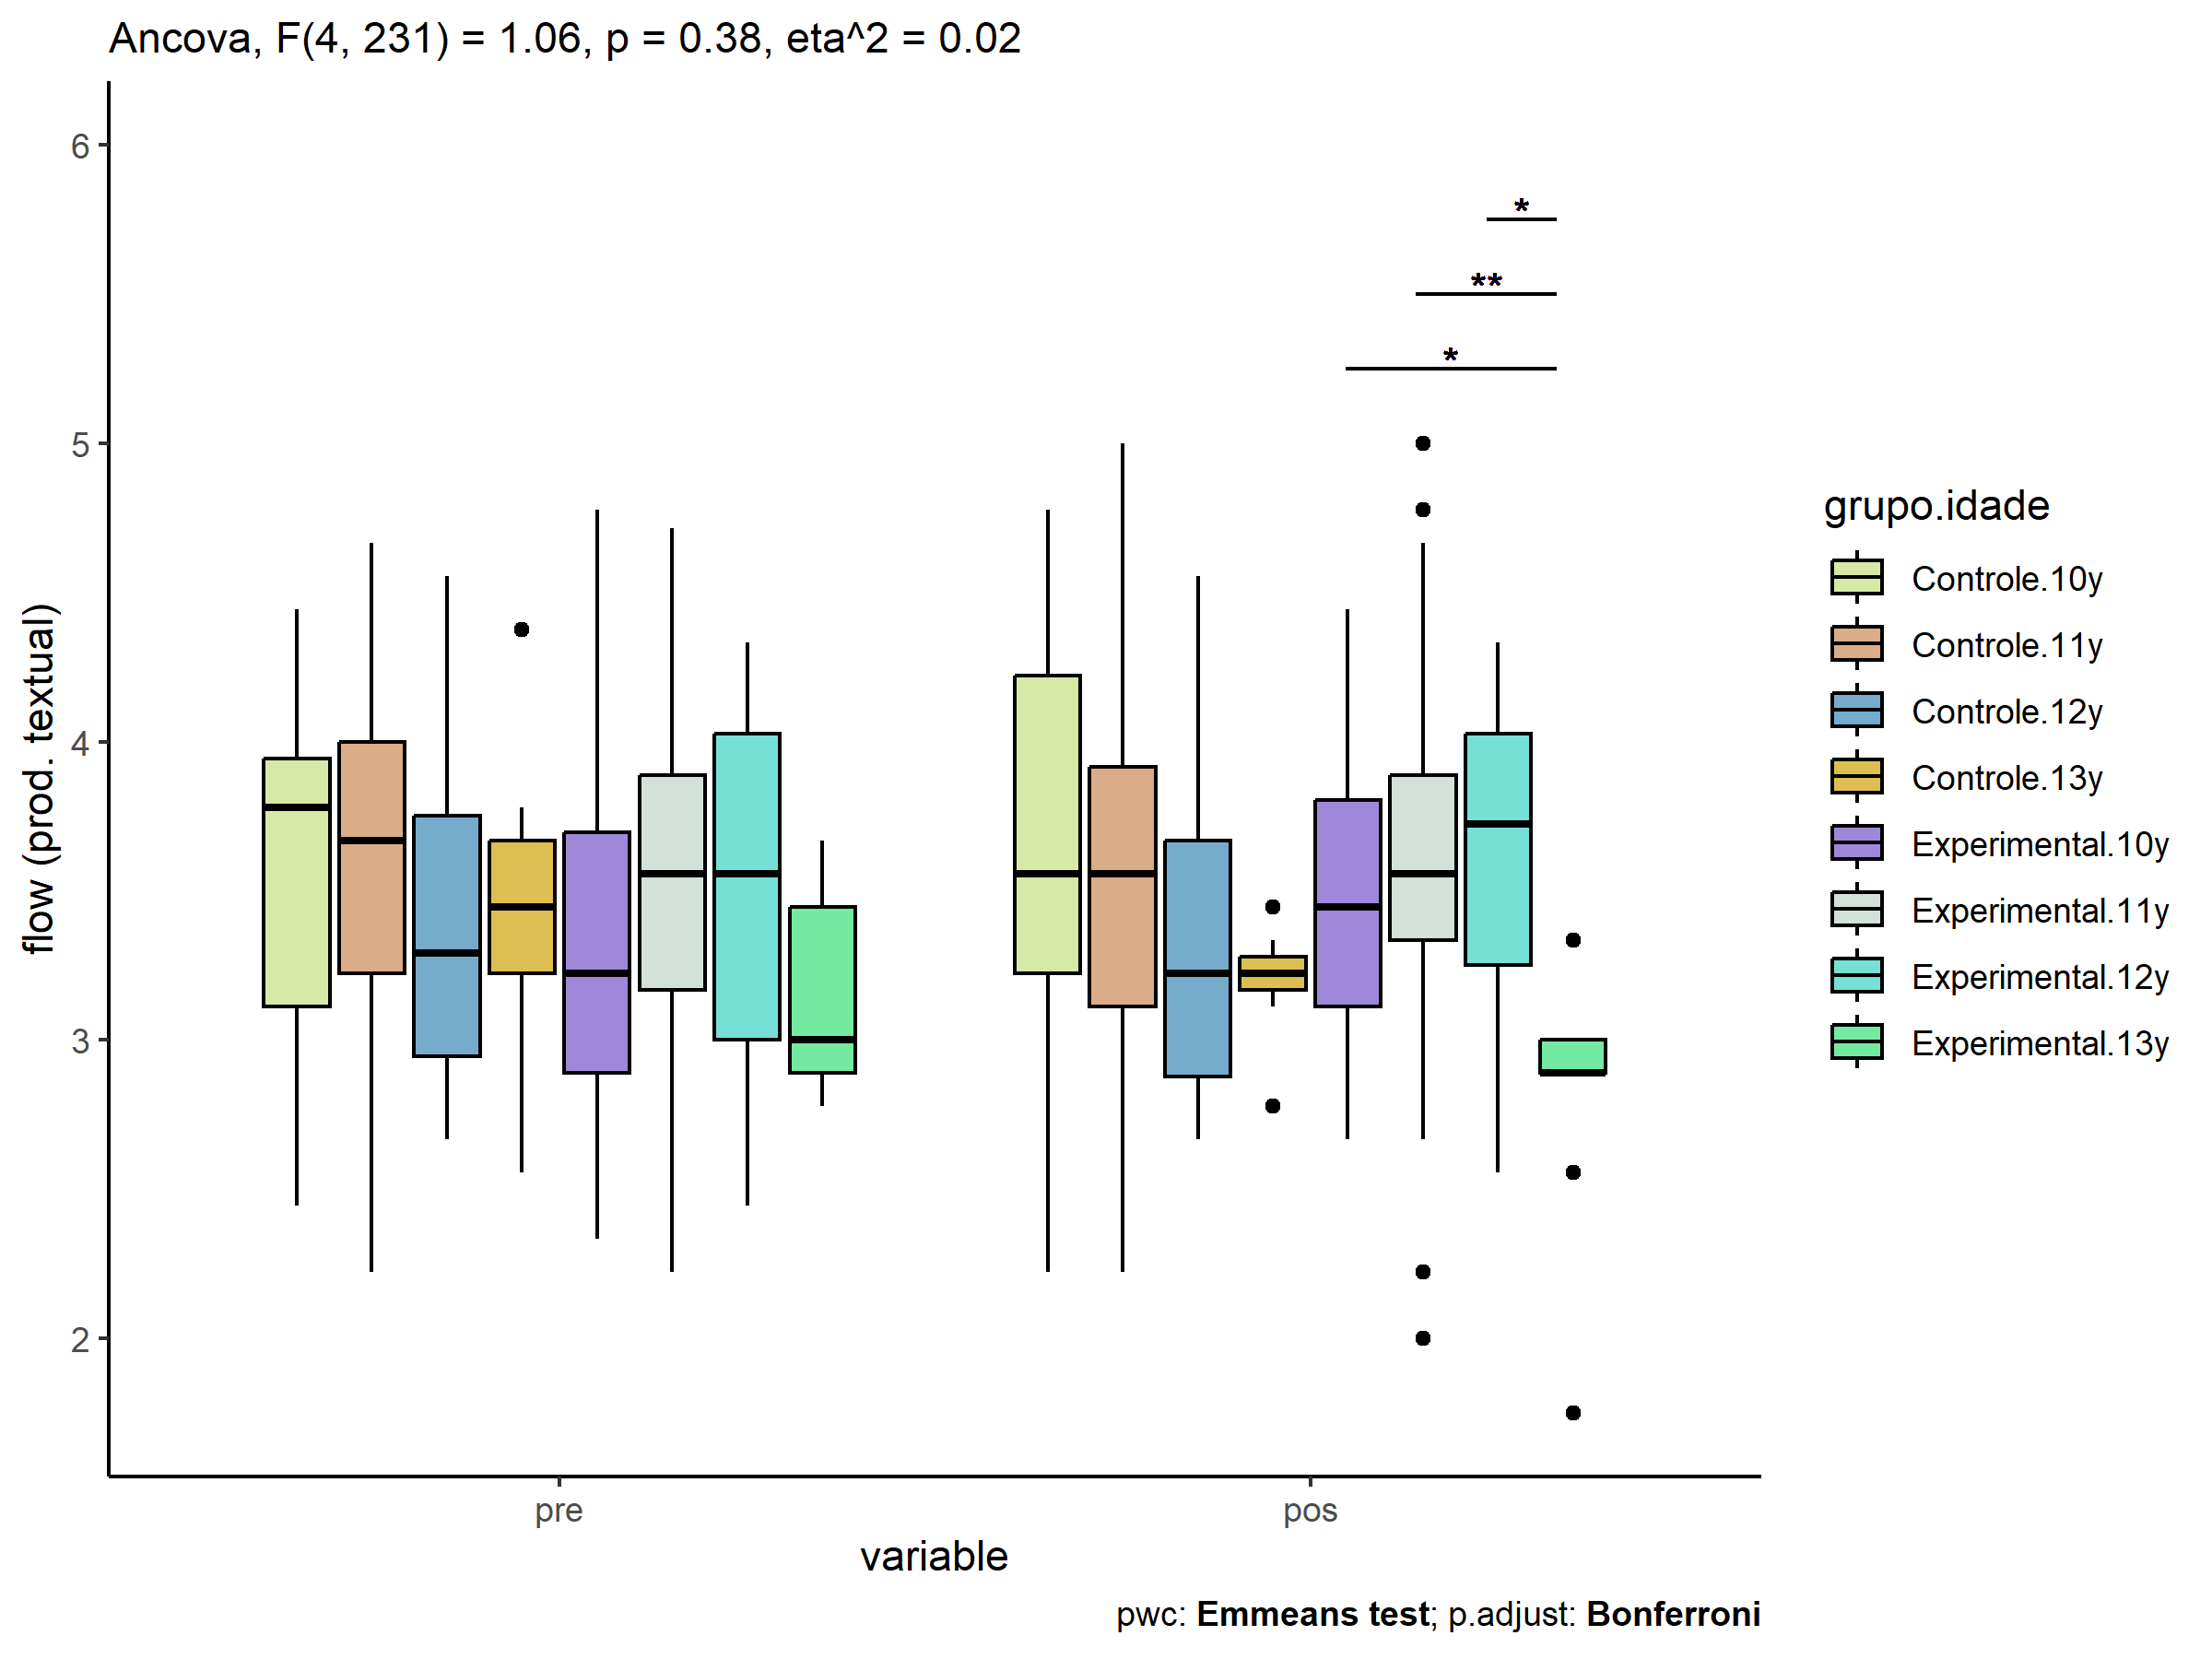 Ancova, F(4, 231) = 1.06, p = 0.38, eta^2 = 0.02
flow (prod. textual)
6
5
4
3
2
*
**
*
pre
pos
variable
grupo.idade
Controle.10y
Controle.11y
Controle.12y
Controle.13y
Experimental.10y
Experimental.11y
Experimental.12y
Experimental.13y
pwc: Emmeans test; p.adjust: Bonferroni